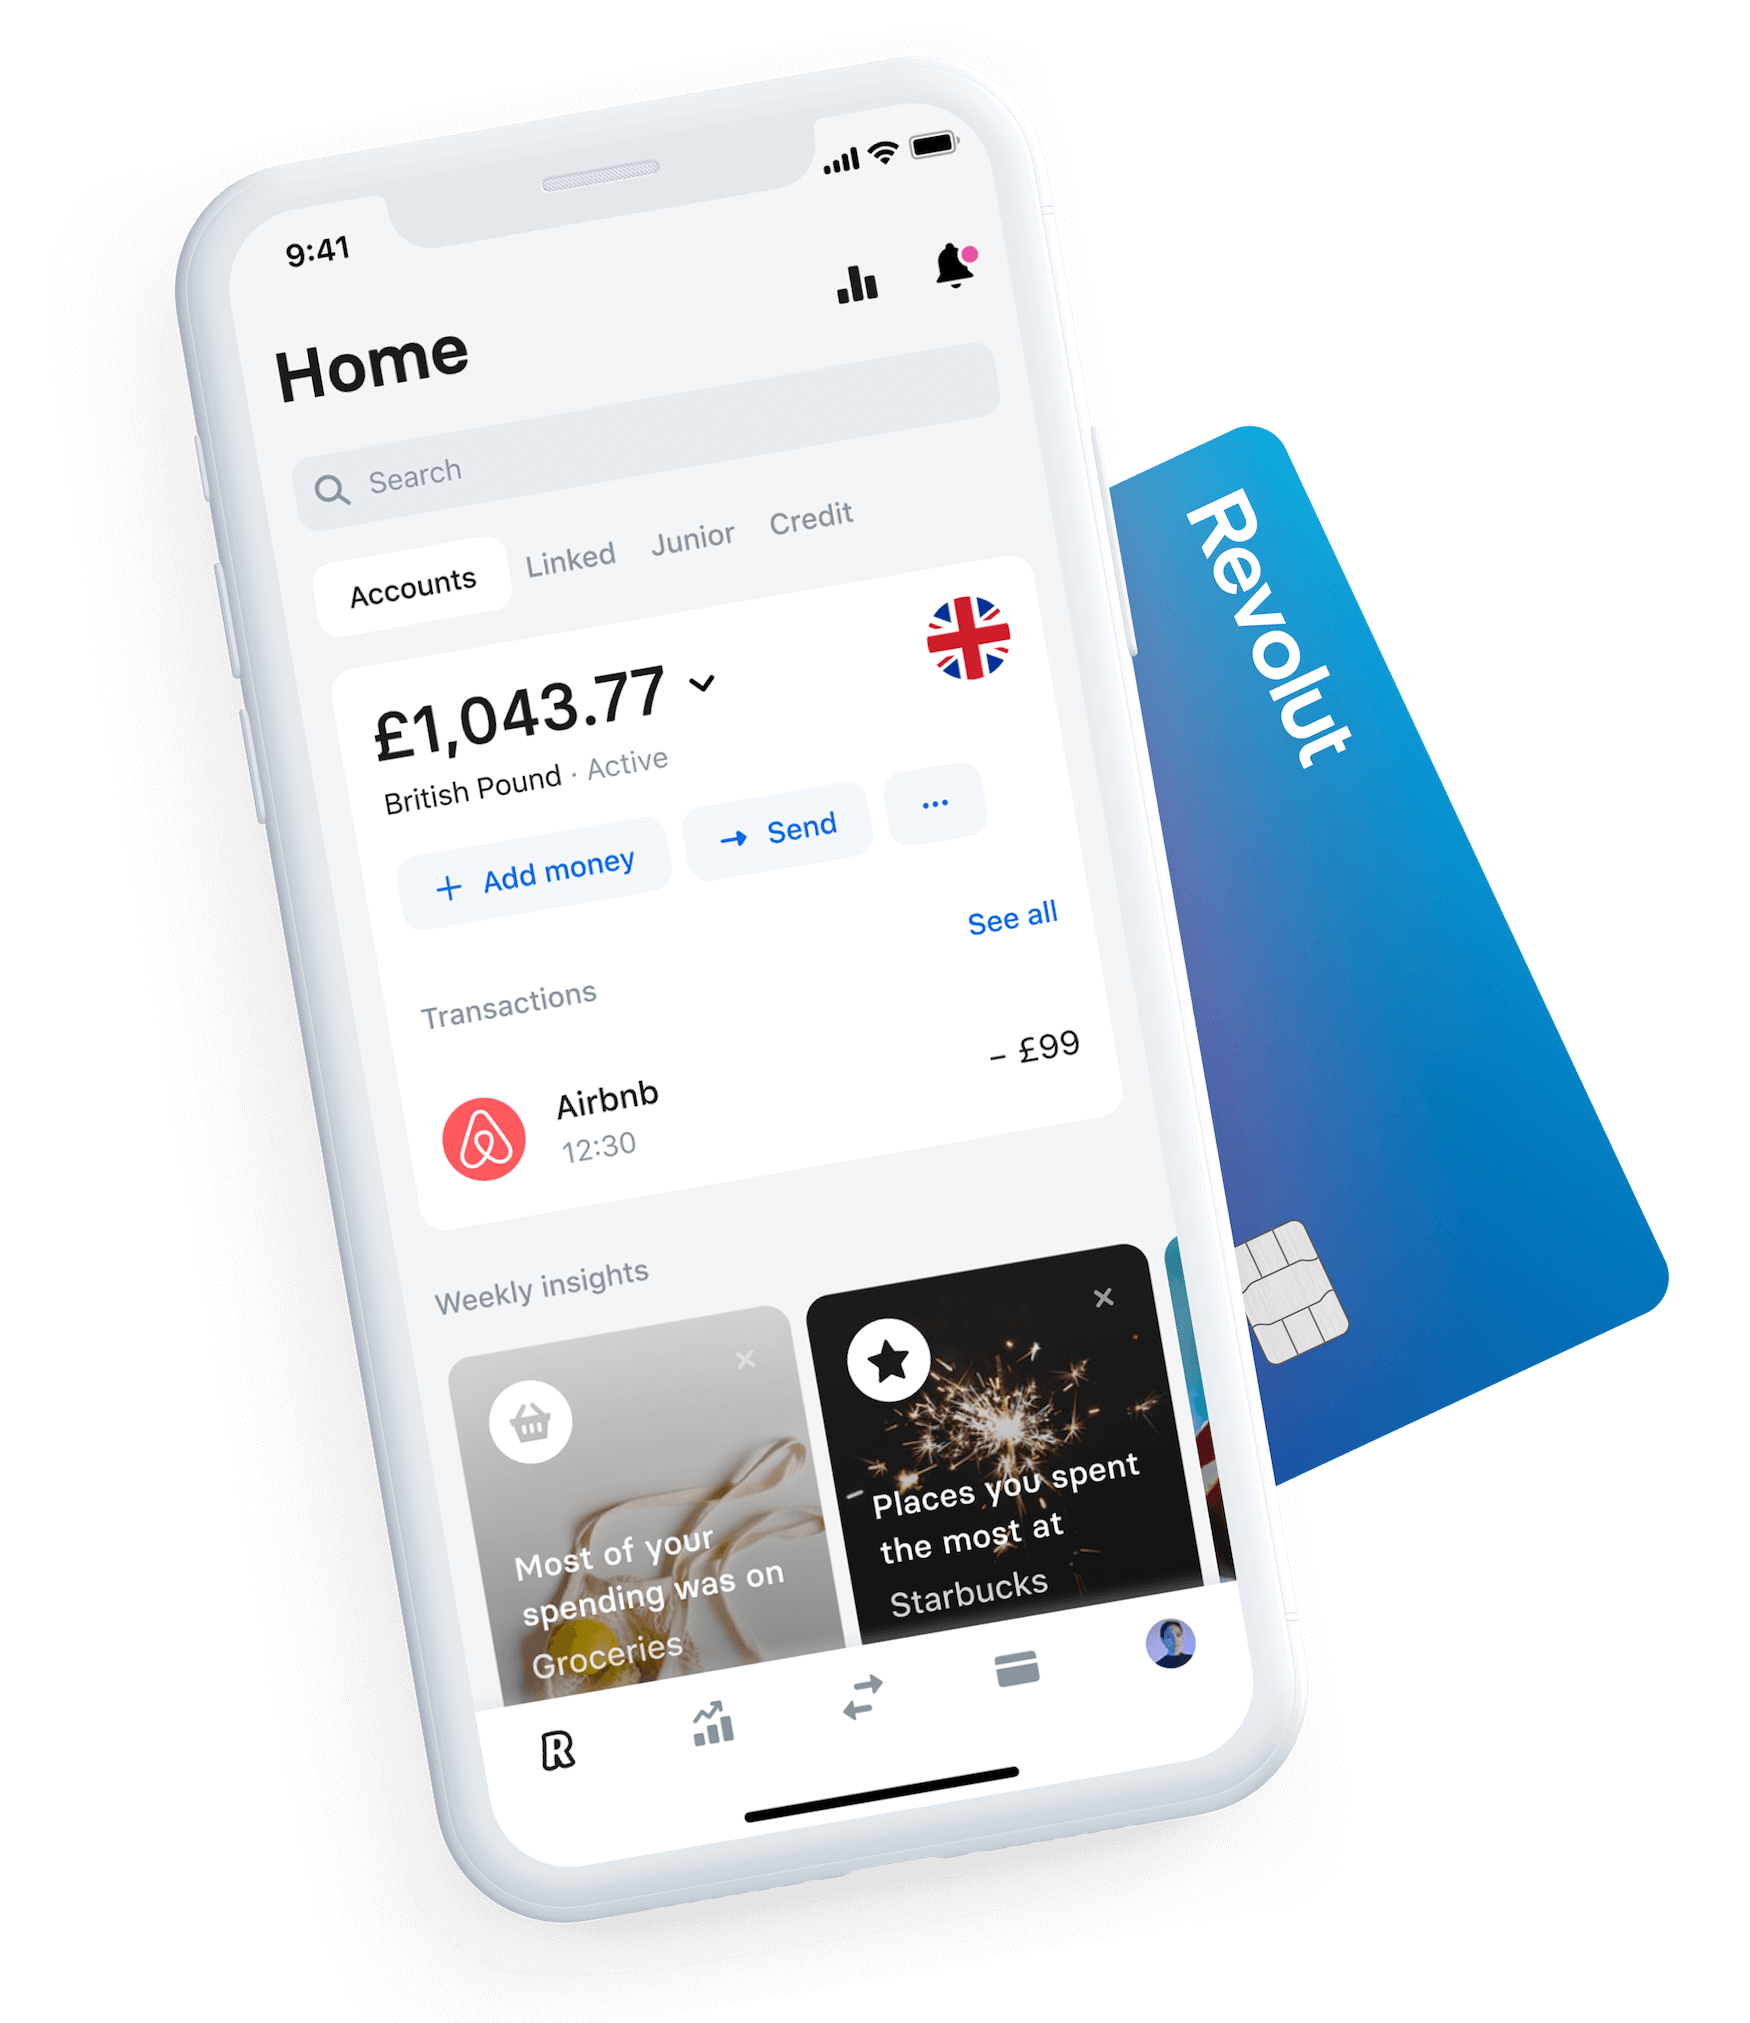 9:41
Home
Search
Accounts
Linked
Junior
Credit
£1,043.77
British Pound · Active
+ Add money
→ Send
...
See all
Transactions
Airbnb
– £99
12:30
Weekly insights
Most of your
spending was on
Groceries
Places you spent
the most at
Starbucks
R
Revolut